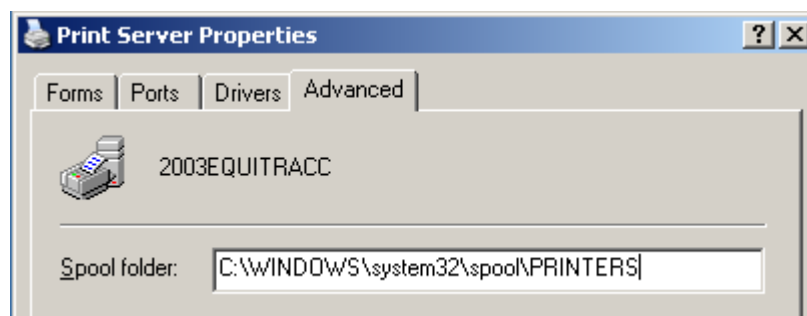 Print Server Properties
Forms Ports Drivers Advanced
2003EQUITRACC
Spool folder: C:\WINDOWS\system32\spool\PRINTERS